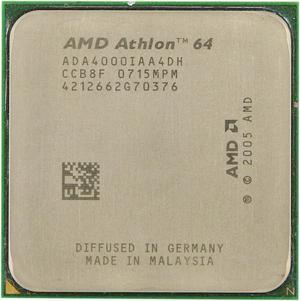 AMD Athlon™ 64
ADA4000IAA4DH
CCB8F 0715MPM
4212662G70376
AMD
© 2005 AMD
DIFFUSED IN GERMANY
MADE IN MALAYSIA